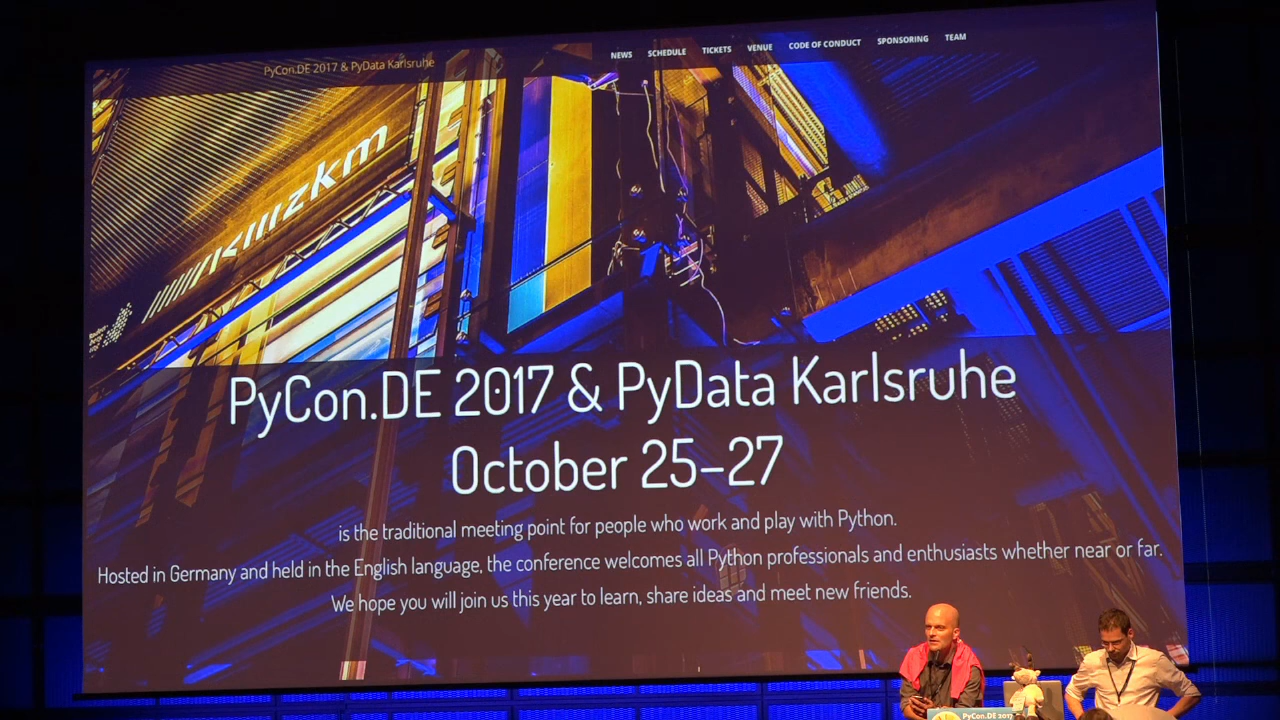 PyCon.DE 2017 & PyData Karlsruhe
NEWS SCHEDULE TICKETS VENUE CODE OF CONDUCT SPONSORING TEAM
zkm
PyCon.DE 2017 & PyData Karlsruhe
October 25–27
is the traditional meeting point for people who work and play with Python.
Hosted in Germany and held in the English language, the conference welcomes all Python professionals and enthusiasts whether near or far.
We hope you will join us this year to learn, share ideas and meet new friends.
PyCon.DE 2017